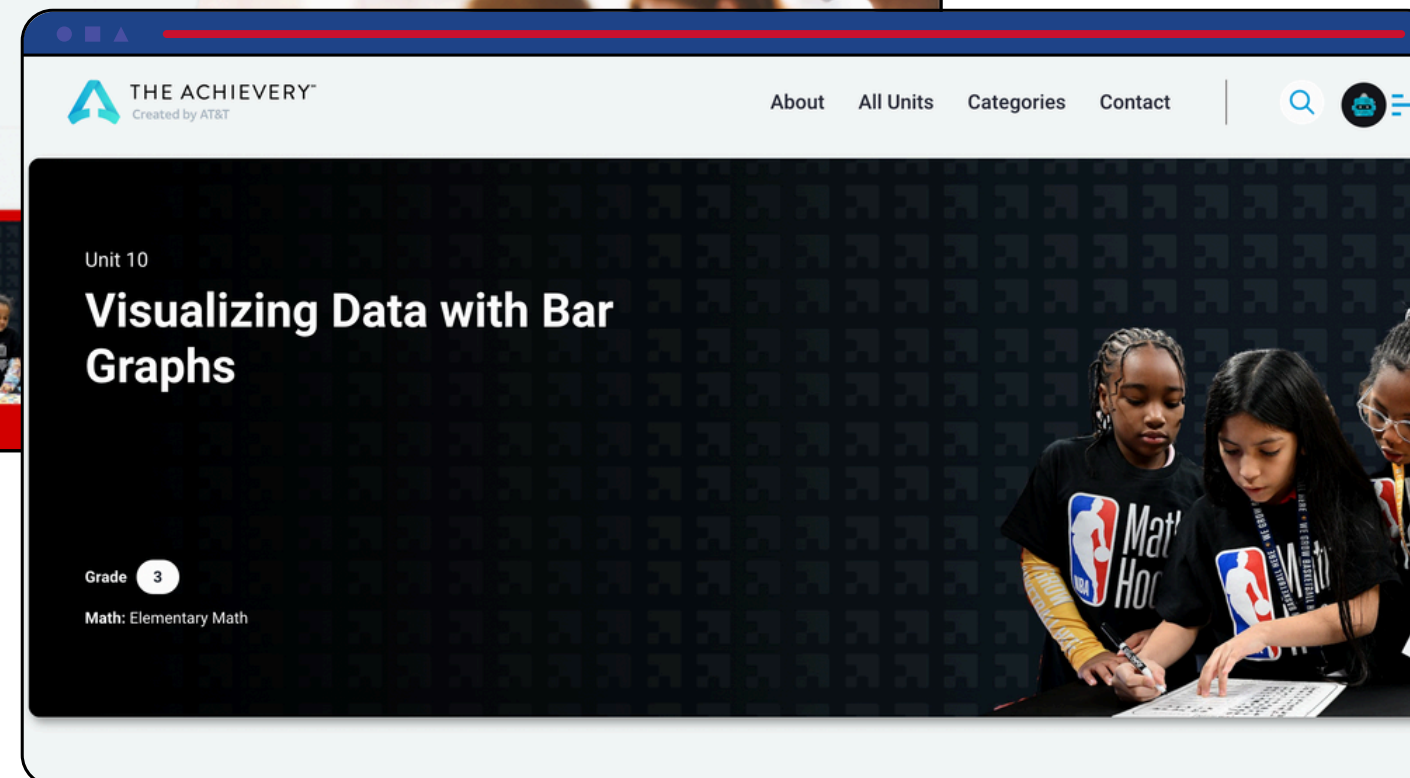 THE ACHIEVERY™
Created by AT&T
About All Units Categories Contact
Unit 10
Visualizing Data with Bar
Graphs
Grade 3
Math: Elementary Math
NBA